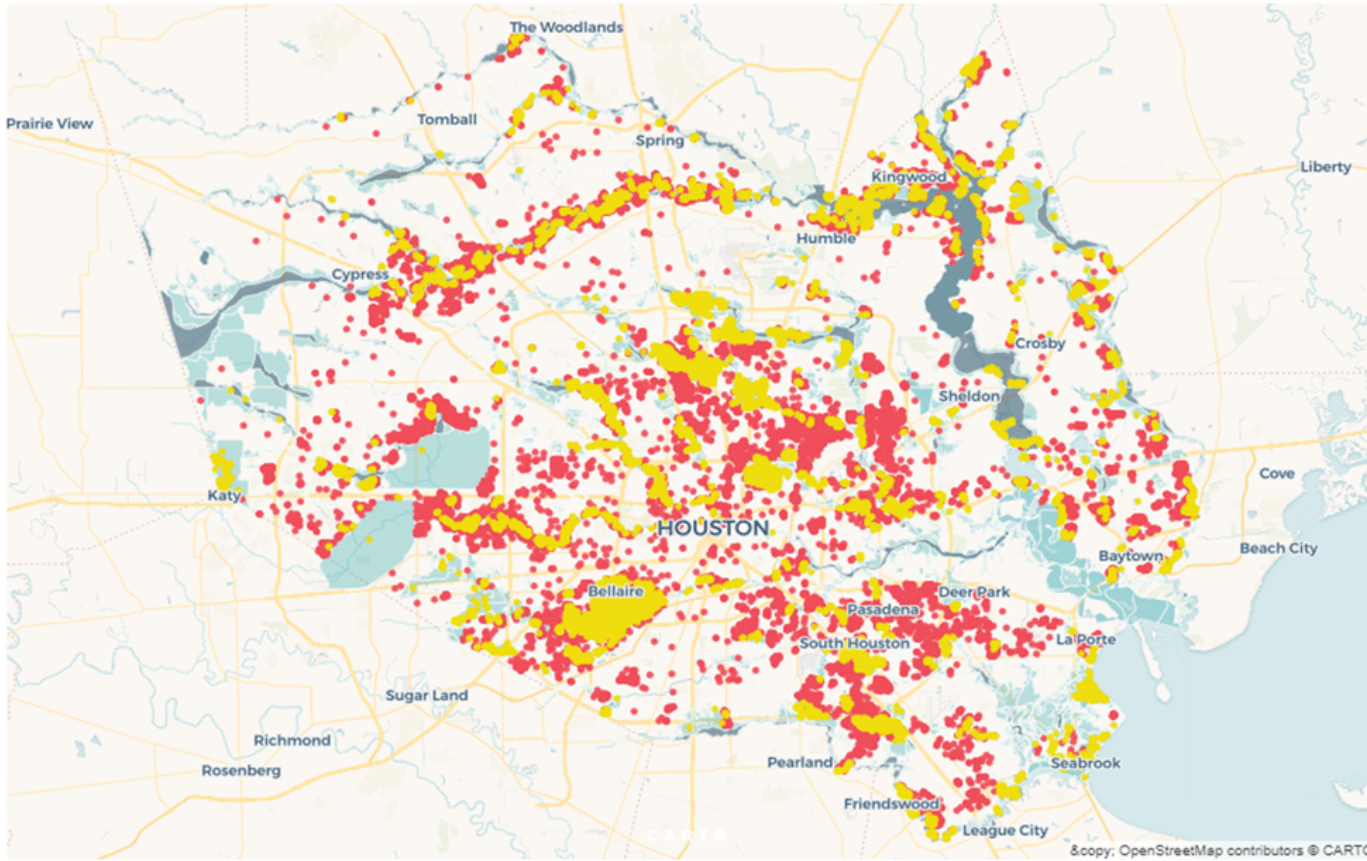 The Woodlands
Prairie View
Tomball
Spring
Liberty
Kingwood
Humble
Cypress
Crosby
Sheldon
Cove
Katy
HOUSTON
Beach City
Baytown
Bellaire
Deer Park
Pasadena
La Porte
South Houston
Sugar Land
Richmond
Pearland
Seabrook
Rosenberg
Friendswood
League City
CARTO
&copy; OpenStreetMap contributors © CARTO